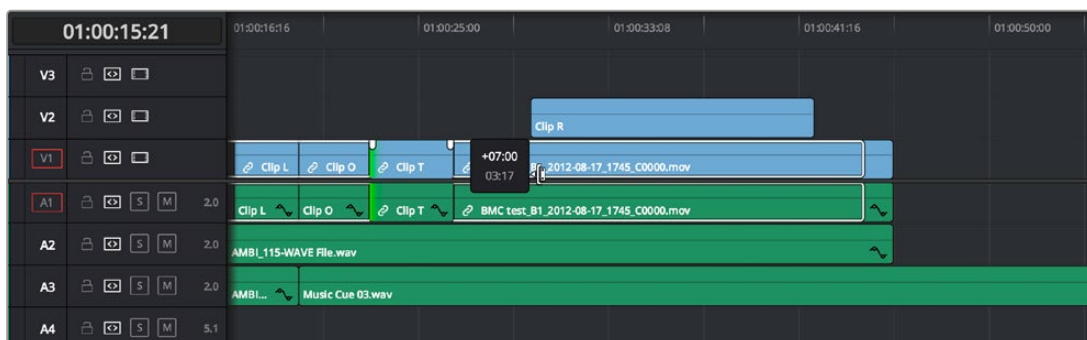 01:00:15:21 01:00:16:16 01:00:25:00 01:00:33:08 01:00:41:16 01:00:50:00
V3
V2 Clip R
V1 Clip L Clip O Clip T +07:00 2012-08-17_1745_C0000.mov
03:17
A1 S M 2.0 Clip L Clip O Clip T BMC test_B1_2012-08-17_1745_C0000.mov
A2 S M 2.0 AMBI_115-WAVE File.wav
A3 S M 2.0 AMBI... Music Cue 03.wav
A4 S M 5.1